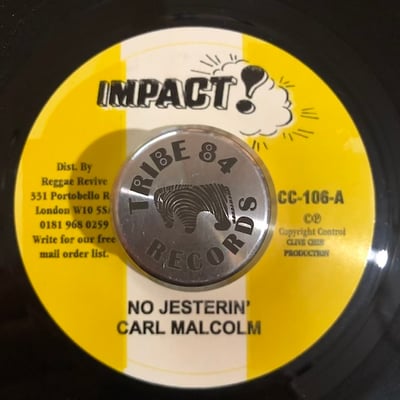 IMPACT!
TRIBE 84
RECORDS
Dist. By
Reggae Revive
331 Portobello R
London W10 5S
0181 968 0259
Write for our free
mail order list.
CC-106-A
©℗
Copyright Control
CLIVE CHIN
PRODUCTION
NO JESTERIN'
CARL MALCOLM